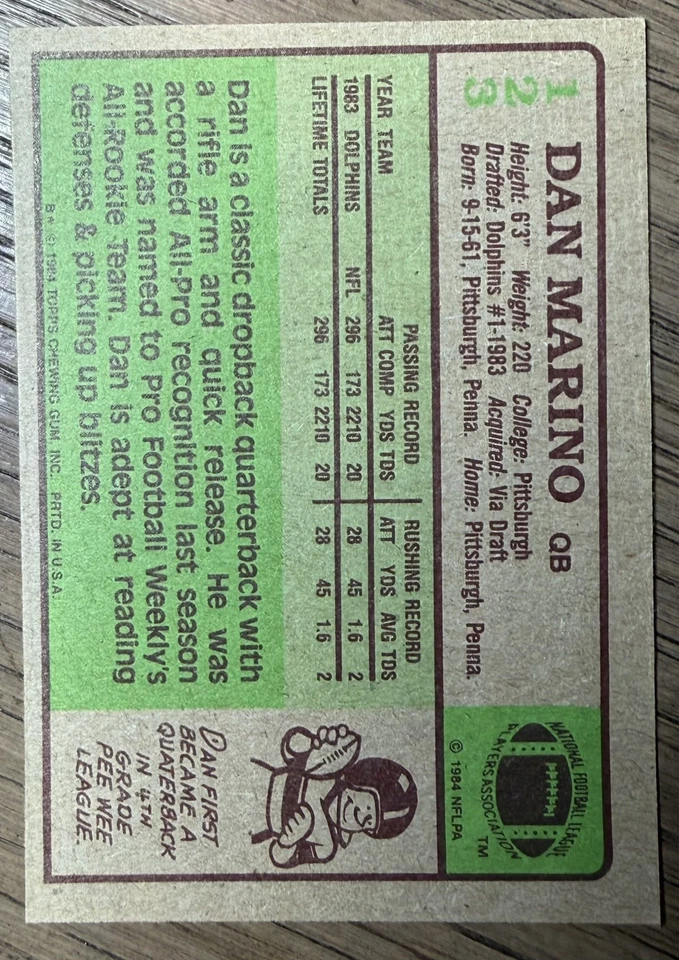 1
2
3
DAN MARINO QB
Height: 6'3" Weight: 220 College: Pittsburgh
Drafted: Dolphins #1-1983 Acquired: Via Draft
Born: 9-15-61, Pittsburgh, Penna. Home: Pittsburgh, Penna.
NATIONAL FOOTBALL LEAGUE
PLAYERS ASSOCIATION
TM
© 1984 NFLPA
PASSING RECORD RUSHING RECORD
YEAR TEAM ATT COMP YDS TDS ATT YDS AVG TDS
1983 DOLPHINS NFL 296 173 2210 20 28 45 1.6 2
LIFETIME TOTALS 296 173 2210 20 28 45 1.6 2
Dan is a classic dropback quarterback with
a rifle arm and quick release. He was
accorded All-Pro recognition last season
and was named to Pro Football Weekly's
All-Rookie Team. Dan is adept at reading
defenses & picking up blitzes.
DAN FIRST
BECAME A
QUATERBACK
IN 4TH
GRADE
PEE WEE
LEAGUE.
B * © 1984 TOPPS CHEWING GUM, INC. PRTD. IN U.S.A.